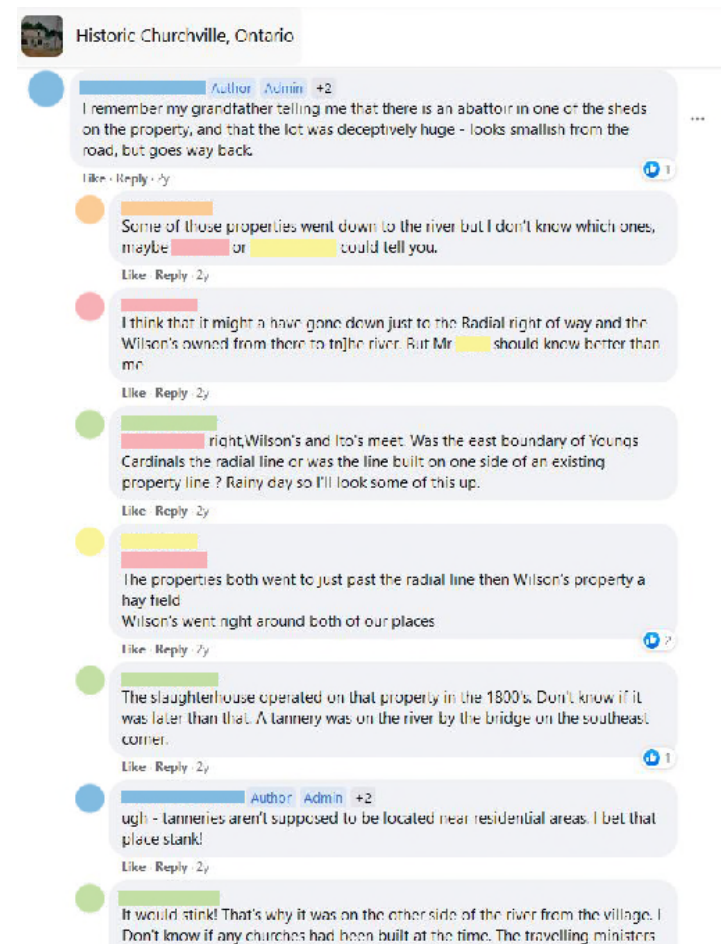 Historic Churchville, Ontario
Author Admin +2
I remember my grandfather telling me that there is an abattoir in one of the sheds
on the property, and that the lot was deceptively huge - looks smallish from the
road, but goes way back.
1
Like · Reply · 2y
Some of those properties went down to the river but I don't know which ones,
maybe or could tell you.
Like · Reply · 2y
I think that it might a have gone down just to the Radial right of way and the
Wilson's owned from there to tn]he river. But Mr should know better than
me
Like · Reply · 2y
right,Wilson's and Ito's meet. Was the east boundary of Youngs
Cardinals the radial line or was the line built on one side of an existing
property line ? Rainy day so I'll look some of this up.
Like · Reply · 2y
The properties both went to just past the radial line then Wilson's property a
hay field
Wilson's went right around both of our places
2
Like · Reply · 2y
The slaughterhouse operated on that property in the 1800's. Don't know if it
was later than that. A tannery was on the river by the bridge on the southeast
corner.
1
Like · Reply · 2y
Author Admin +2
ugh - tanneries aren't supposed to be located near residential areas. I bet that
place stank!
Like · Reply · 2y
It would stink! That's why it was on the other side of the river from the village. I
Don't know if any churches had been built at the time. The travelling ministers